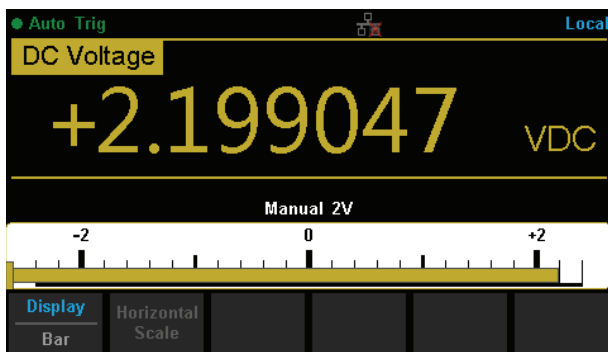 Auto Trig Local
DC Voltage
+2.199047 VDC
Manual 2V
-2 0 +2
Display Horizontal
Bar Scale